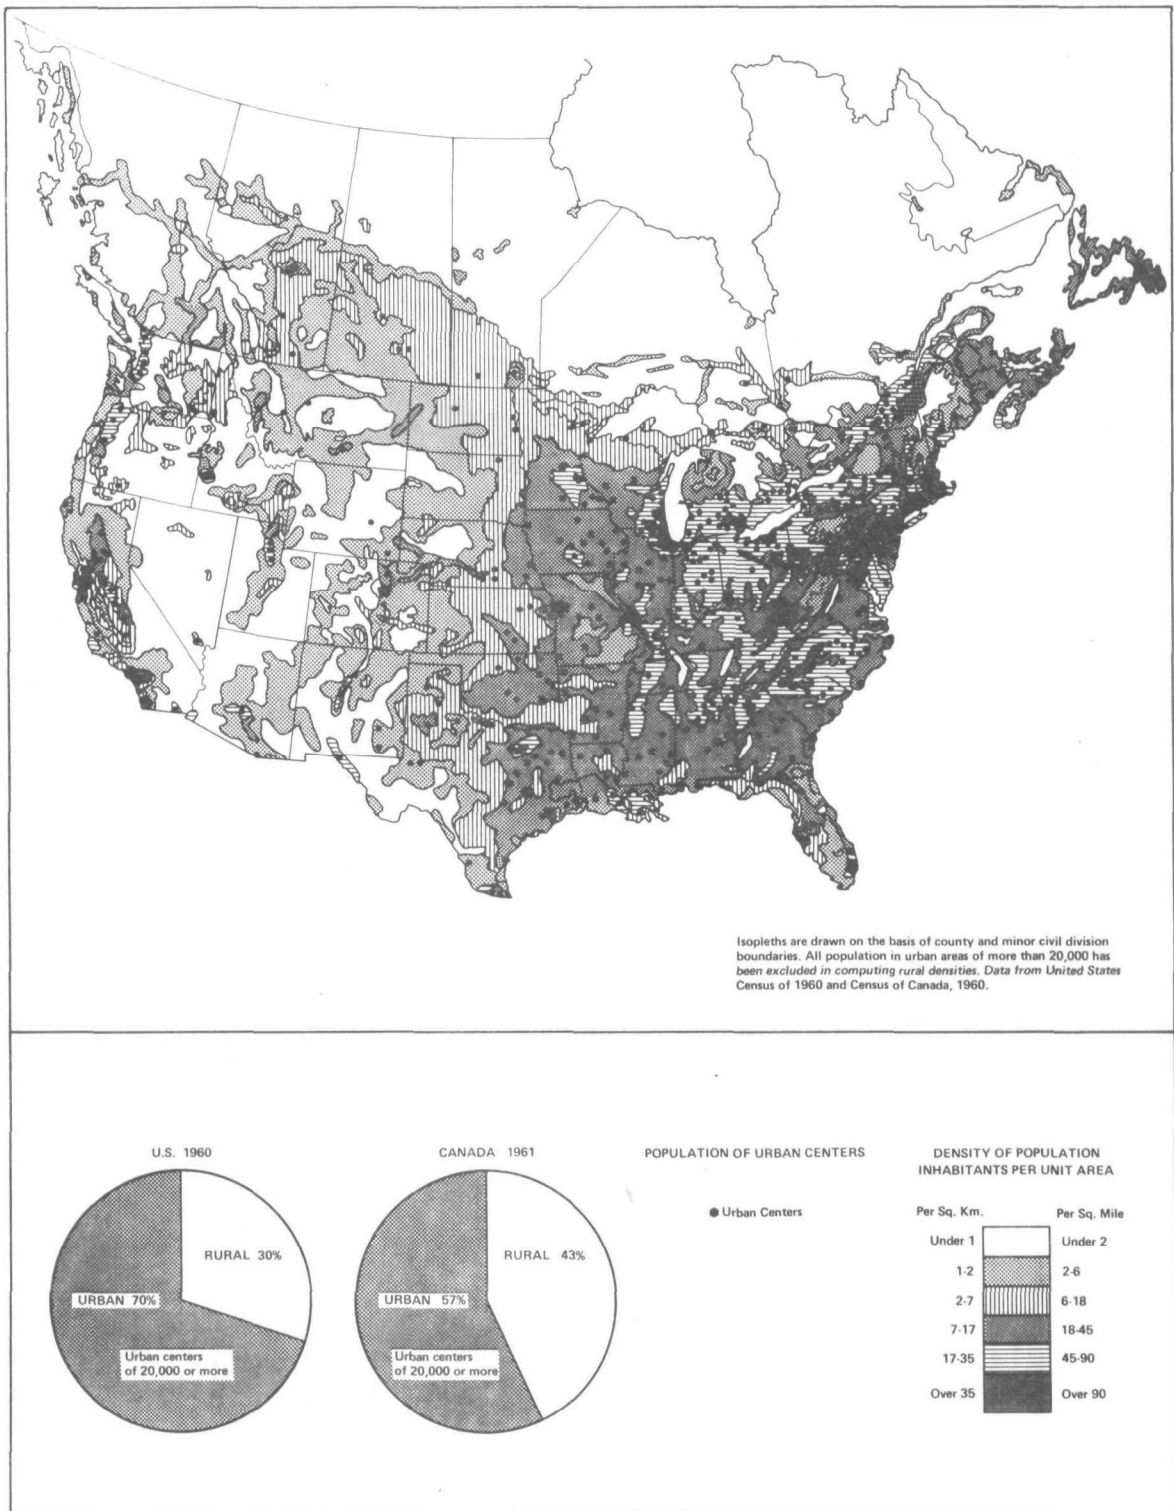 Isopleths are drawn on the basis of county and minor civil division
boundaries. All population in urban areas of more than 20,000 has
been excluded in computing rural densities. Data from United States
Census of 1960 and Census of Canada, 1960.
U.S. 1960
RURAL 30%
URBAN 70%
Urban centers
of 20,000 or more
CANADA 1961
RURAL 43%
URBAN 57%
Urban centers
of 20,000 or more
POPULATION OF URBAN CENTERS
Urban Centers
DENSITY OF POPULATION
INHABITANTS PER UNIT AREA
Per Sq. Km. Per Sq. Mile
Under 1 Under 2
1-2 2-6
2-7 6-18
7-17 18-45
17-35 45-90
Over 35 Over 90